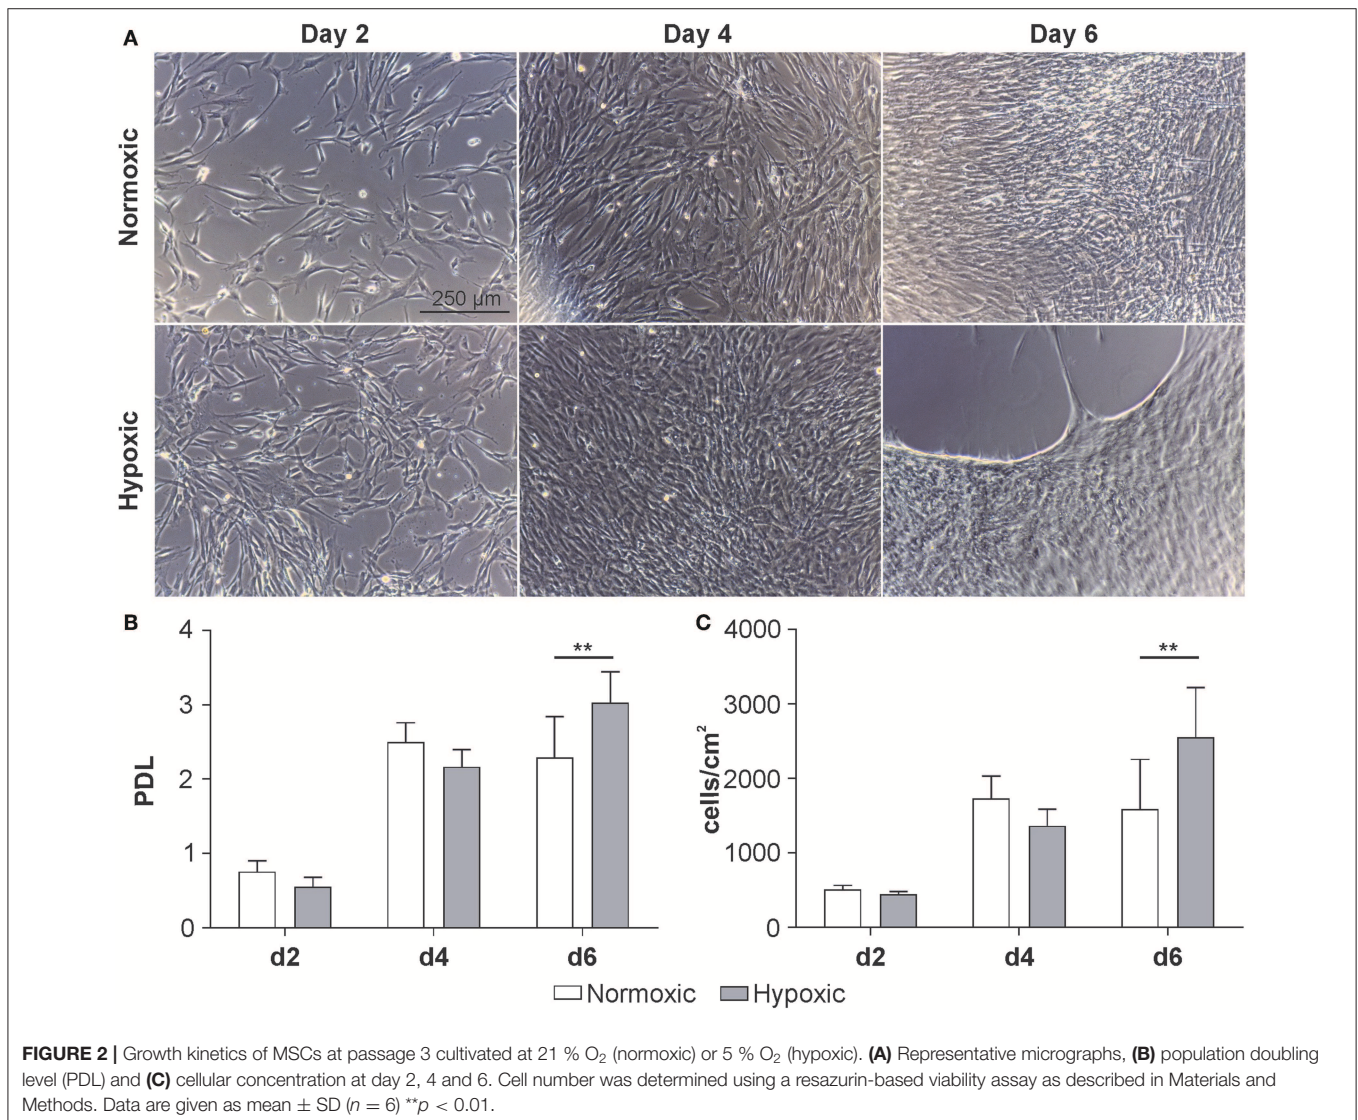 A
Day 2
Day 4
Day 6
Normoxic
250 µm
Hypoxic
B
4
3
2
1
0
PDL
**
d2
d4
d6
C
4000
3000
2000
1000
0
cells/cm²
**
d2
d4
d6
Normoxic
Hypoxic
FIGURE 2 | Growth kinetics of MSCs at passage 3 cultivated at 21 % O₂ (normoxic) or 5 % O₂ (hypoxic). (A) Representative micrographs, (B) population doubling
level (PDL) and (C) cellular concentration at day 2, 4 and 6. Cell number was determined using a resazurin-based viability assay as described in Materials and
Methods. Data are given as mean ± SD (n = 6) **p < 0.01.